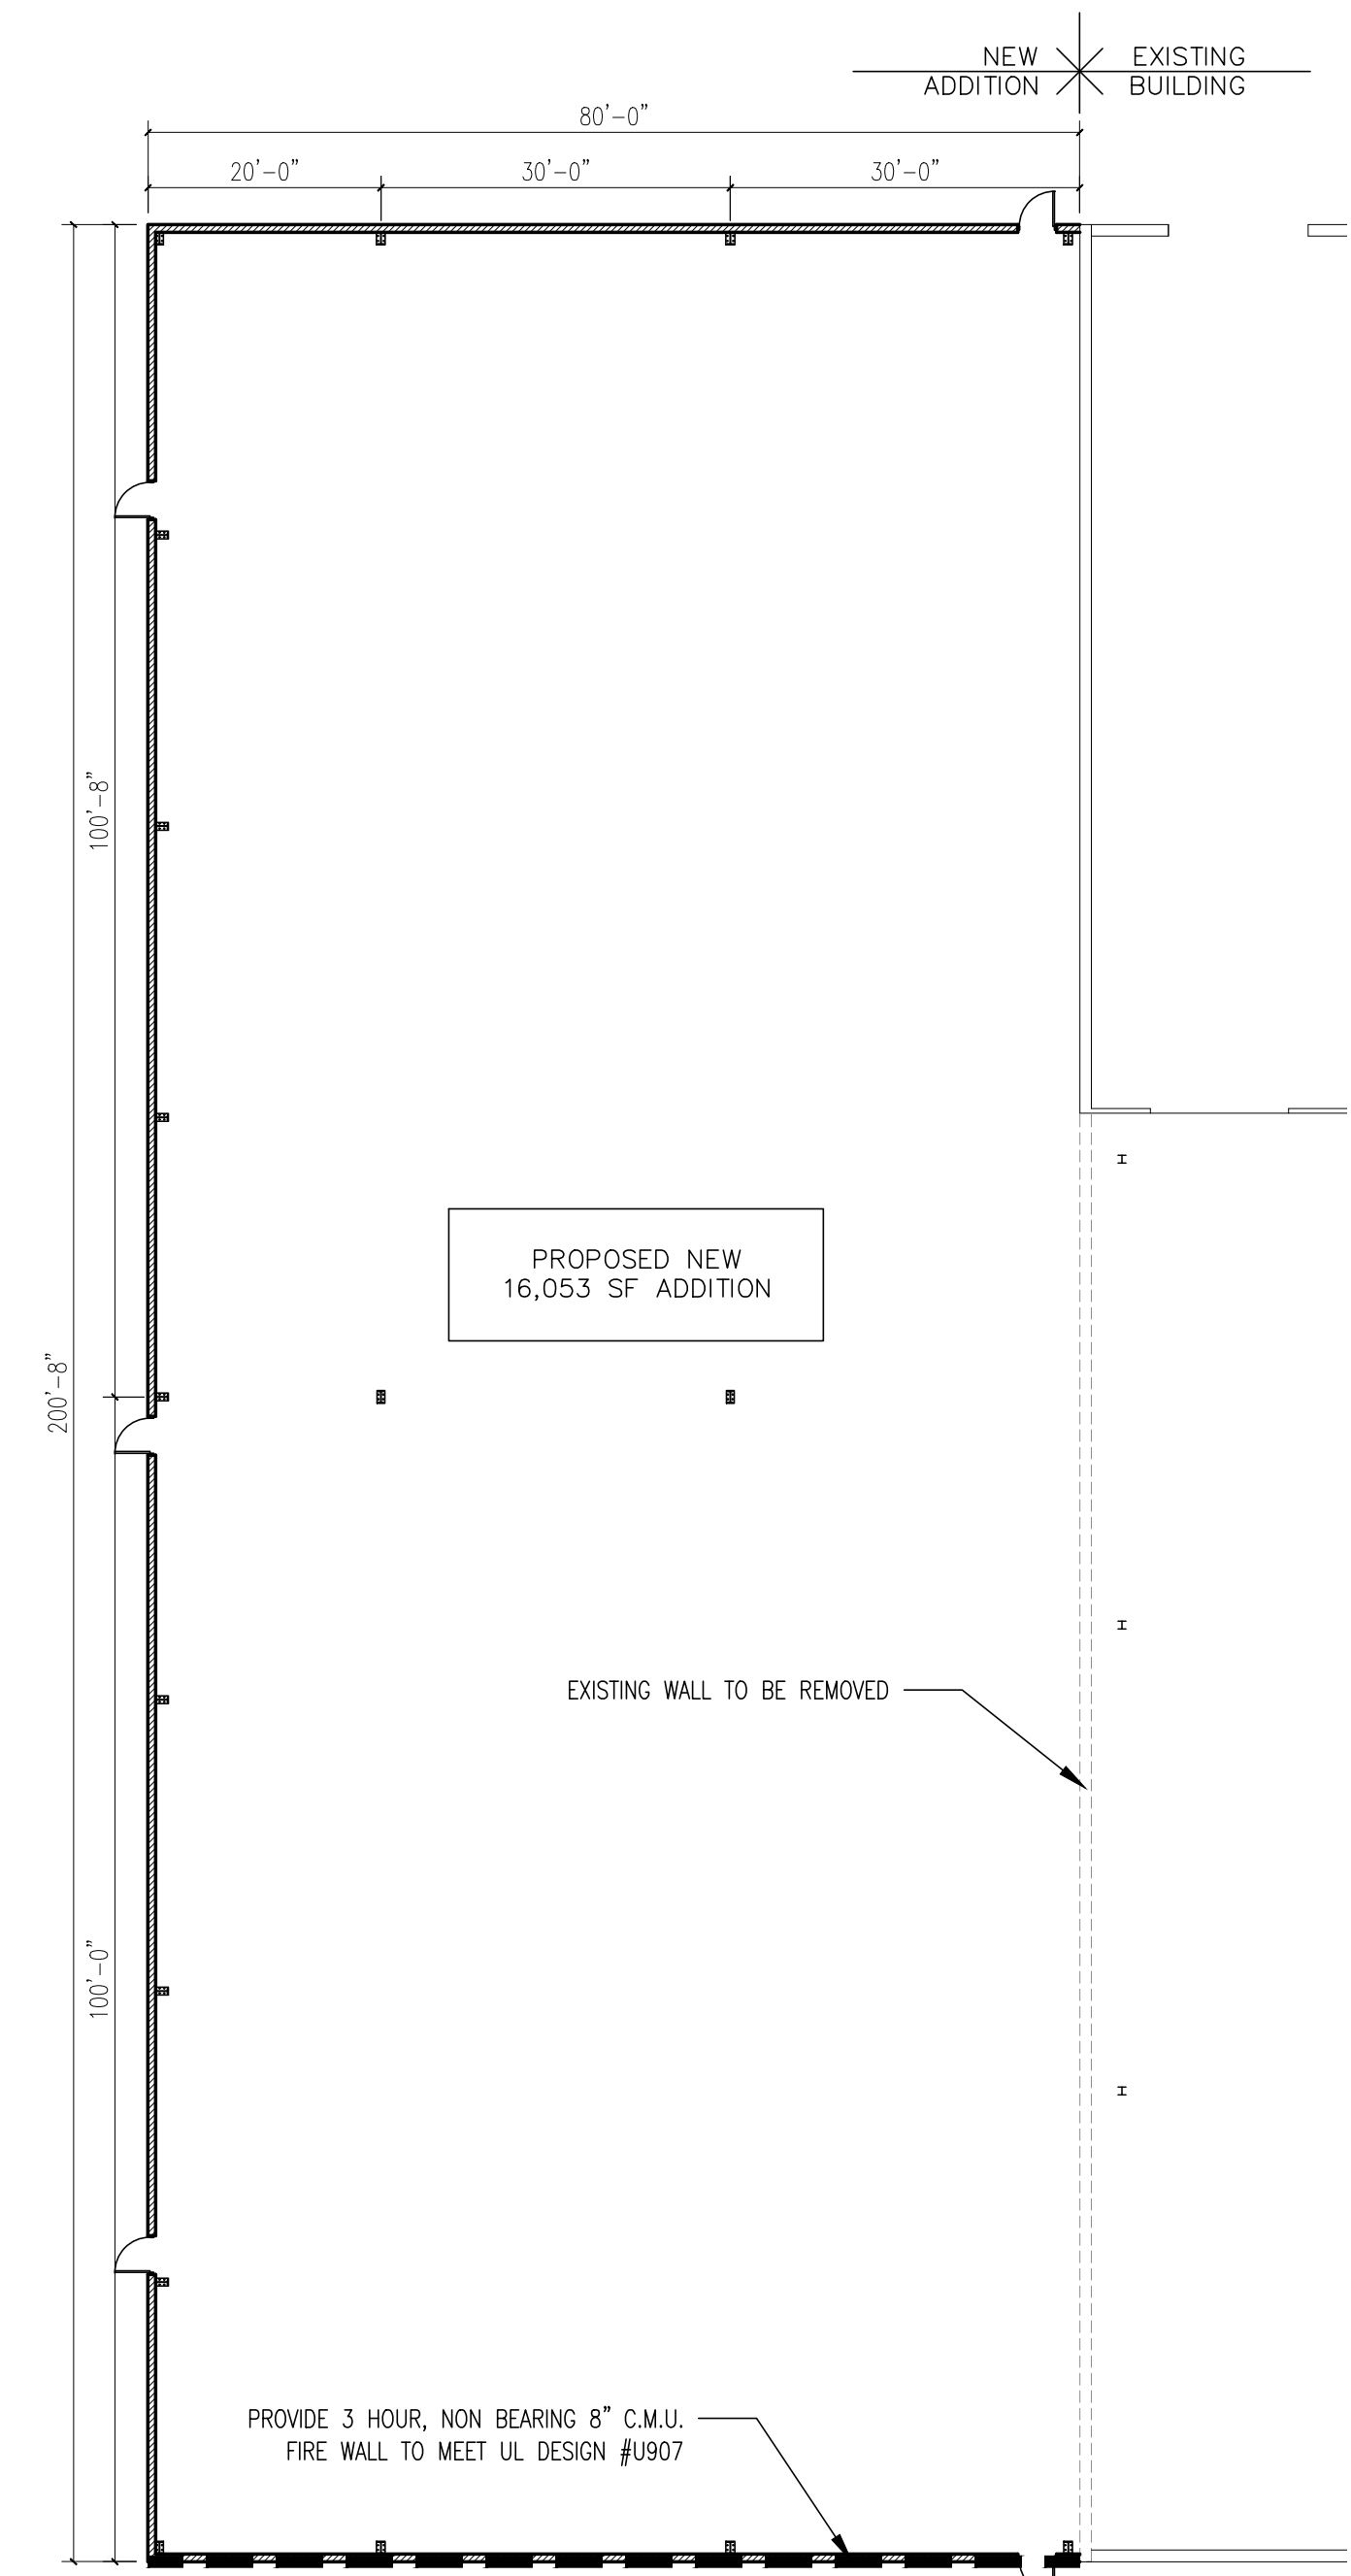 NEW
ADDITION
EXISTING
BUILDING
80'-0"
20'-0"
30'-0"
30'-0"
100'-8"
PROPOSED NEW
16,053 SF ADDITION
200'-8"
EXISTING WALL TO BE REMOVED
100'-0"
PROVIDE 3 HOUR, NON BEARING 8" C.M.U.
FIRE WALL TO MEET UL DESIGN #U907